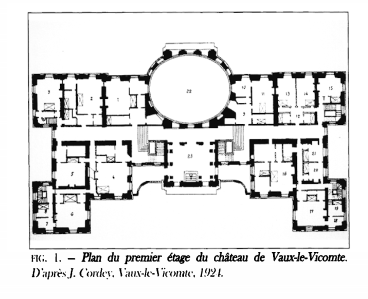 FIG. 1. — Plan du premier étage du château de Vaux-le-Vicomte.
D'après J. Cordey, Vaux-le-Vicomte, 1924.